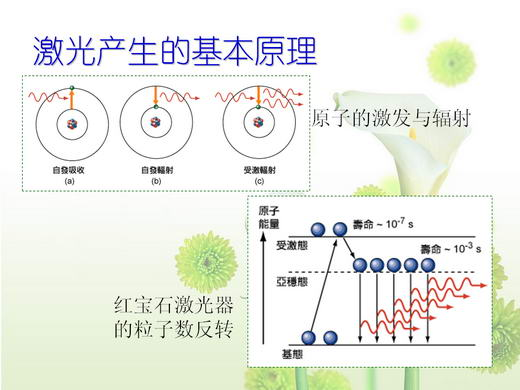 激光产生的基本原理
自發吸收
(a)
自發輻射
(b)
受激輻射
(c)
原子的激发与辐射
原子
能量
壽命 ~ 10⁻⁷ s
受激態
壽命 ~ 10⁻³ s
亞穩態
基態
红宝石激光器
的粒子数反转